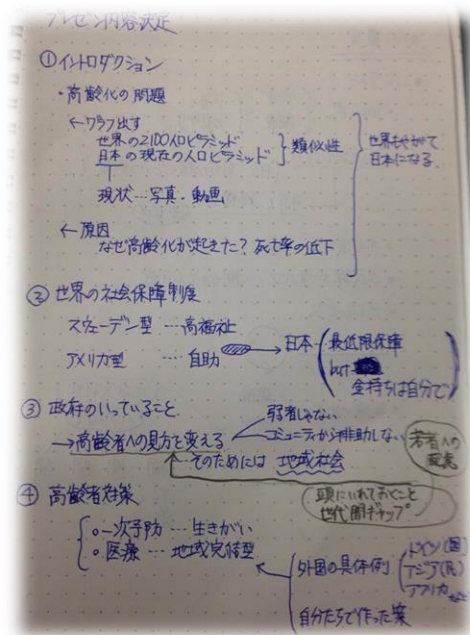 プレゼン内容決定
① イントロダクション
・高齢化の問題
←グラフ出す
世界の2100人口ピラミッド
日本の現在の人口ピラミッド
類似性
世界もやがて
日本になる
現状…写真・動画
←原因
なぜ高齢化が起きた？死亡率の低下
② 世界の社会保障制度
スウェーデン型…高福祉
アメリカ型…自助
→日本
最低限保障
but
金持ちは自分で
③ 政府のいっていること
→高齢者への見方を変える
弱者じゃない
コミュニティから排助しない
そのためには 地域社会
若者への
頭にいれておくこと
世代間ギャップ
④ 高齢者対策
○一次予防…生きがい
○医療…地域完結型
外国の具体例
ドイツ(国)
アジア(民)
アフリカ など
自分たちで作った案